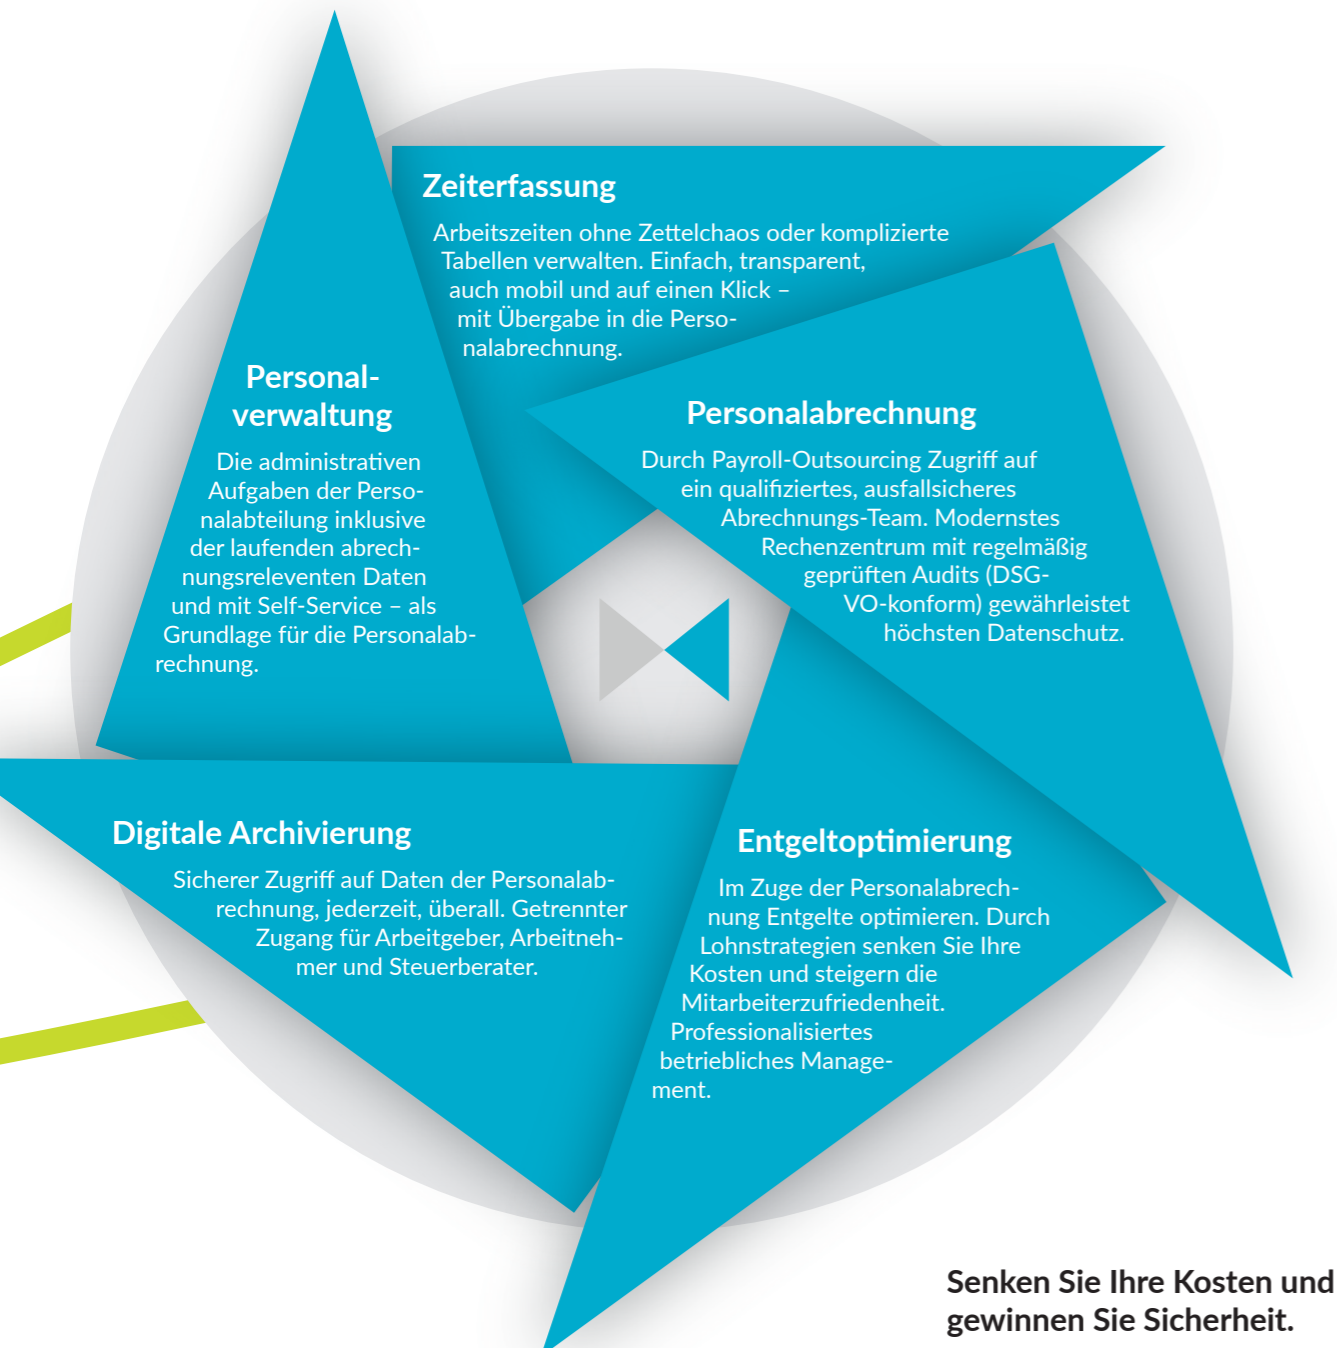 Zeiterfassung
Arbeitszeiten ohne Zettelchaos oder komplizierte
Tabellen verwalten. Einfach, transparent,
auch mobil und auf einen Klick –
mit Übergabe in die Perso-
nalabrechnung.
Personal-
verwaltung
Die administrativen
Aufgaben der Perso-
nalabteilung inklusive
der laufenden abrech-
nungsreleventen Daten
und mit Self-Service – als
Grundlage für die Personalab-
rechnung.
Personalabrechnung
Durch Payroll-Outsourcing Zugriff auf
ein qualifiziertes, ausfallsicheres
Abrechnungs-Team. Modernstes
Rechenzentrum mit regelmäßig
geprüften Audits (DSG-
VO-konform) gewährleistet
höchsten Datenschutz.
Digitale Archivierung
Sicherer Zugriff auf Daten der Personalab-
rechnung, jederzeit, überall. Getrennter
Zugang für Arbeitgeber, Arbeitneh-
mer und Steuerberater.
Entgeltoptimierung
Im Zuge der Personalabrech-
nung Entgelte optimieren. Durch
Lohnstrategien senken Sie Ihre
Kosten und steigern die
Mitarbeiterzufriedenheit.
Professionalisiertes
betriebliches Manage-
ment.
Senken Sie Ihre Kosten und
gewinnen Sie Sicherheit.